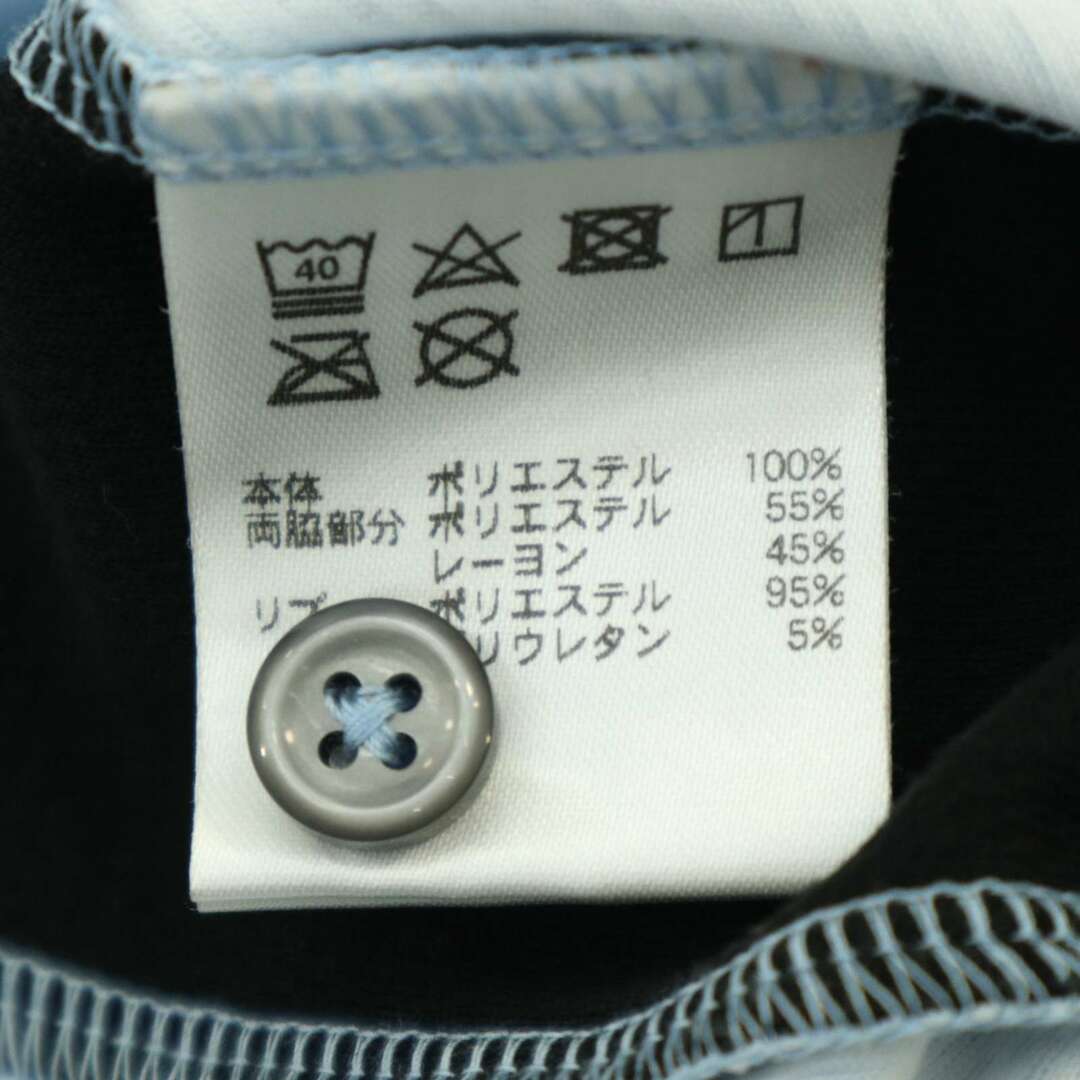 40
本体 ポリエステル 100%
両脇部分 ポリエステル 55%
レーヨン 45%
リブ ポリエステル 95%
リウレタン 5%